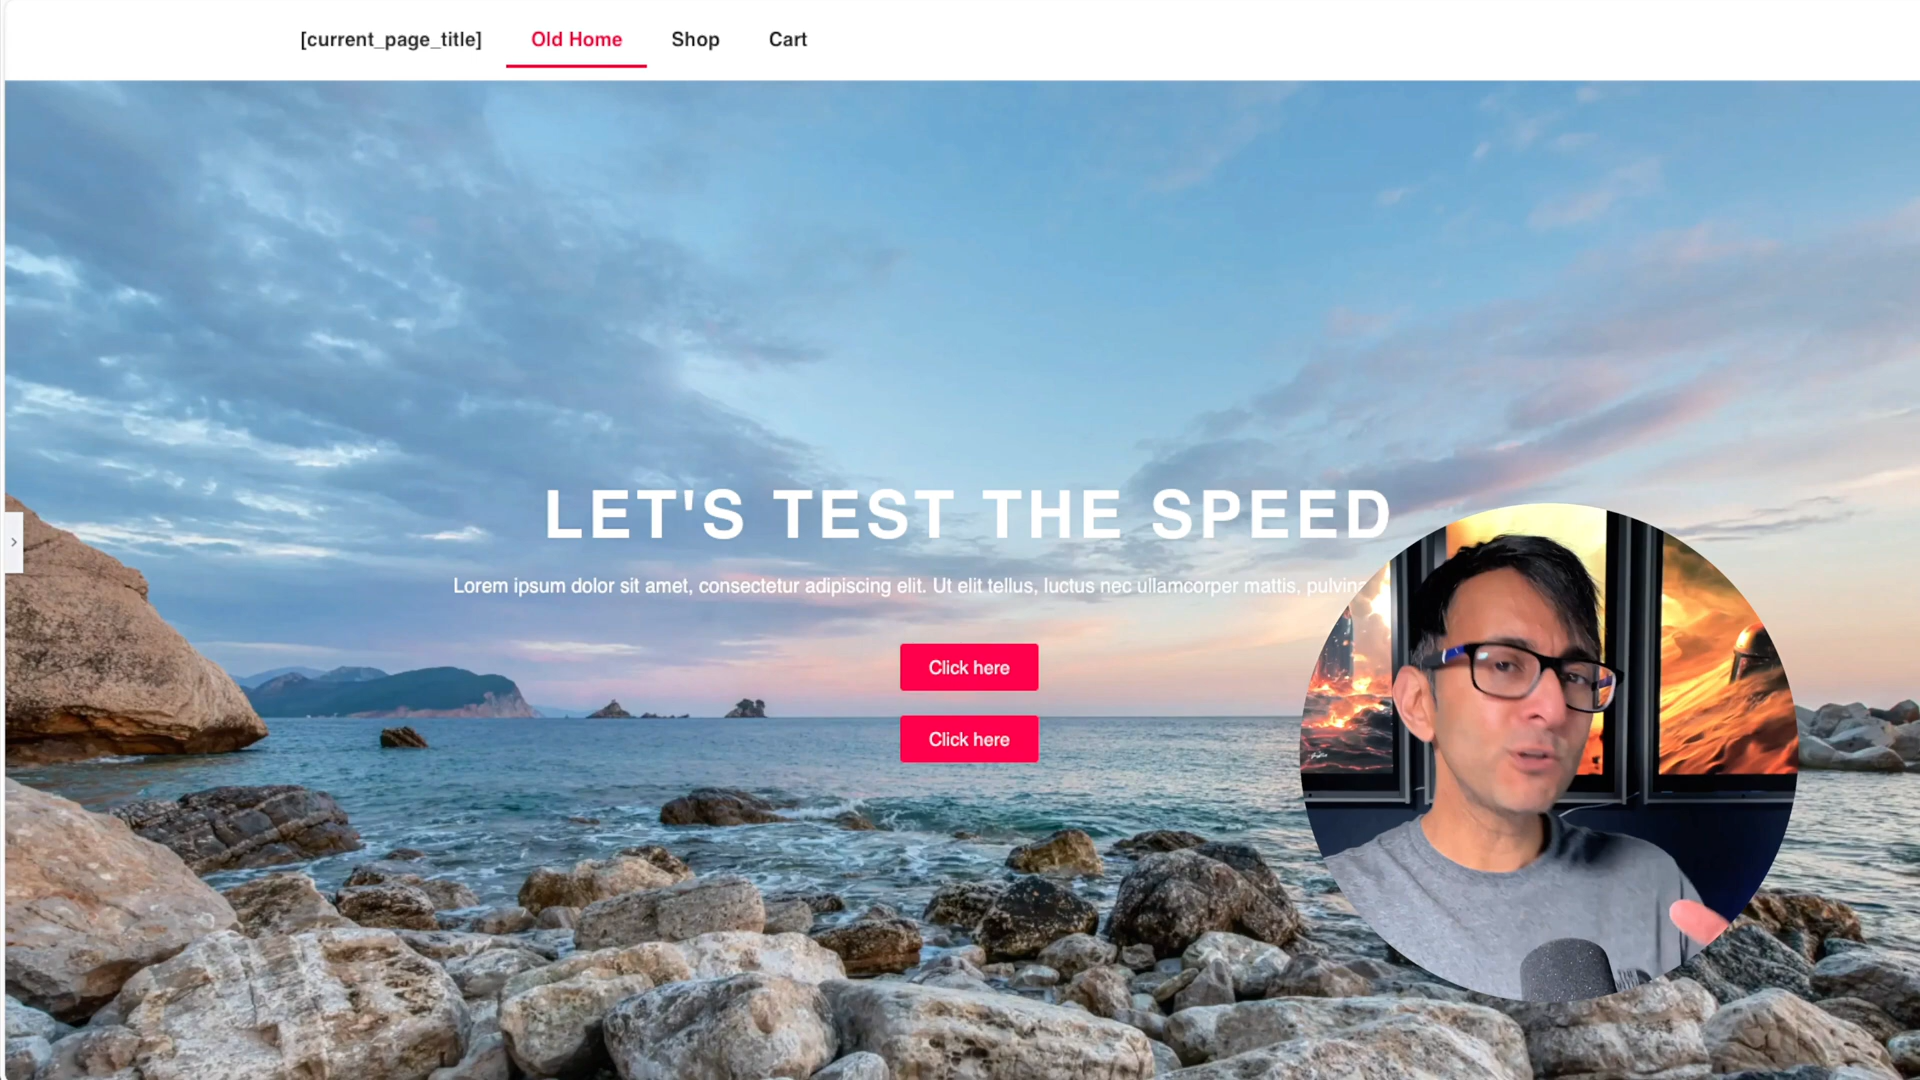 [current_page_title] Old Home Shop Cart
LET'S TEST THE SPEED
Lorem ipsum dolor sit amet, consectetur adipiscing elit. Ut elit tellus, luctus nec ullamcorper mattis,
Click here
Click here